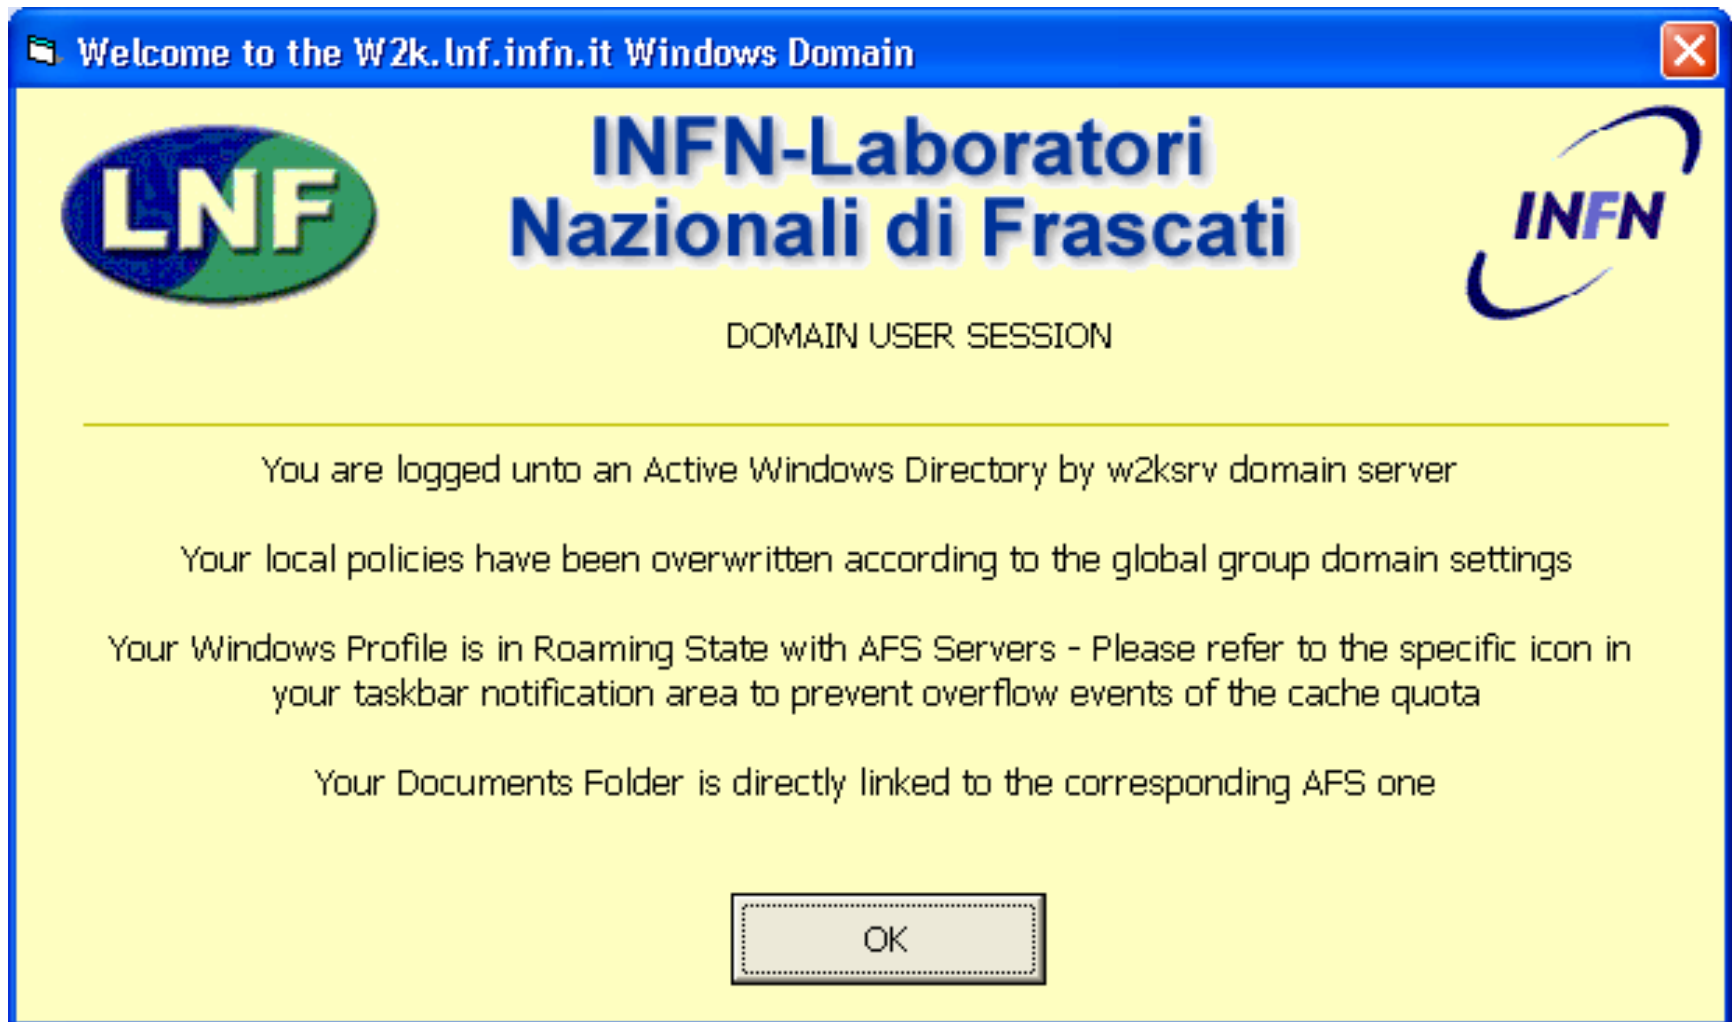 Welcome to the W2k.lnf.infn.it Windows Domain
LNF
INFN-Laboratori
Nazionali di Frascati
INFN
DOMAIN USER SESSION
You are logged unto an Active Windows Directory by w2ksrv domain server
Your local policies have been overwritten according to the global group domain settings
Your Windows Profile is in Roaming State with AFS Servers - Please refer to the specific icon in
your taskbar notification area to prevent overflow events of the cache quota
Your Documents Folder is directly linked to the corresponding AFS one
OK